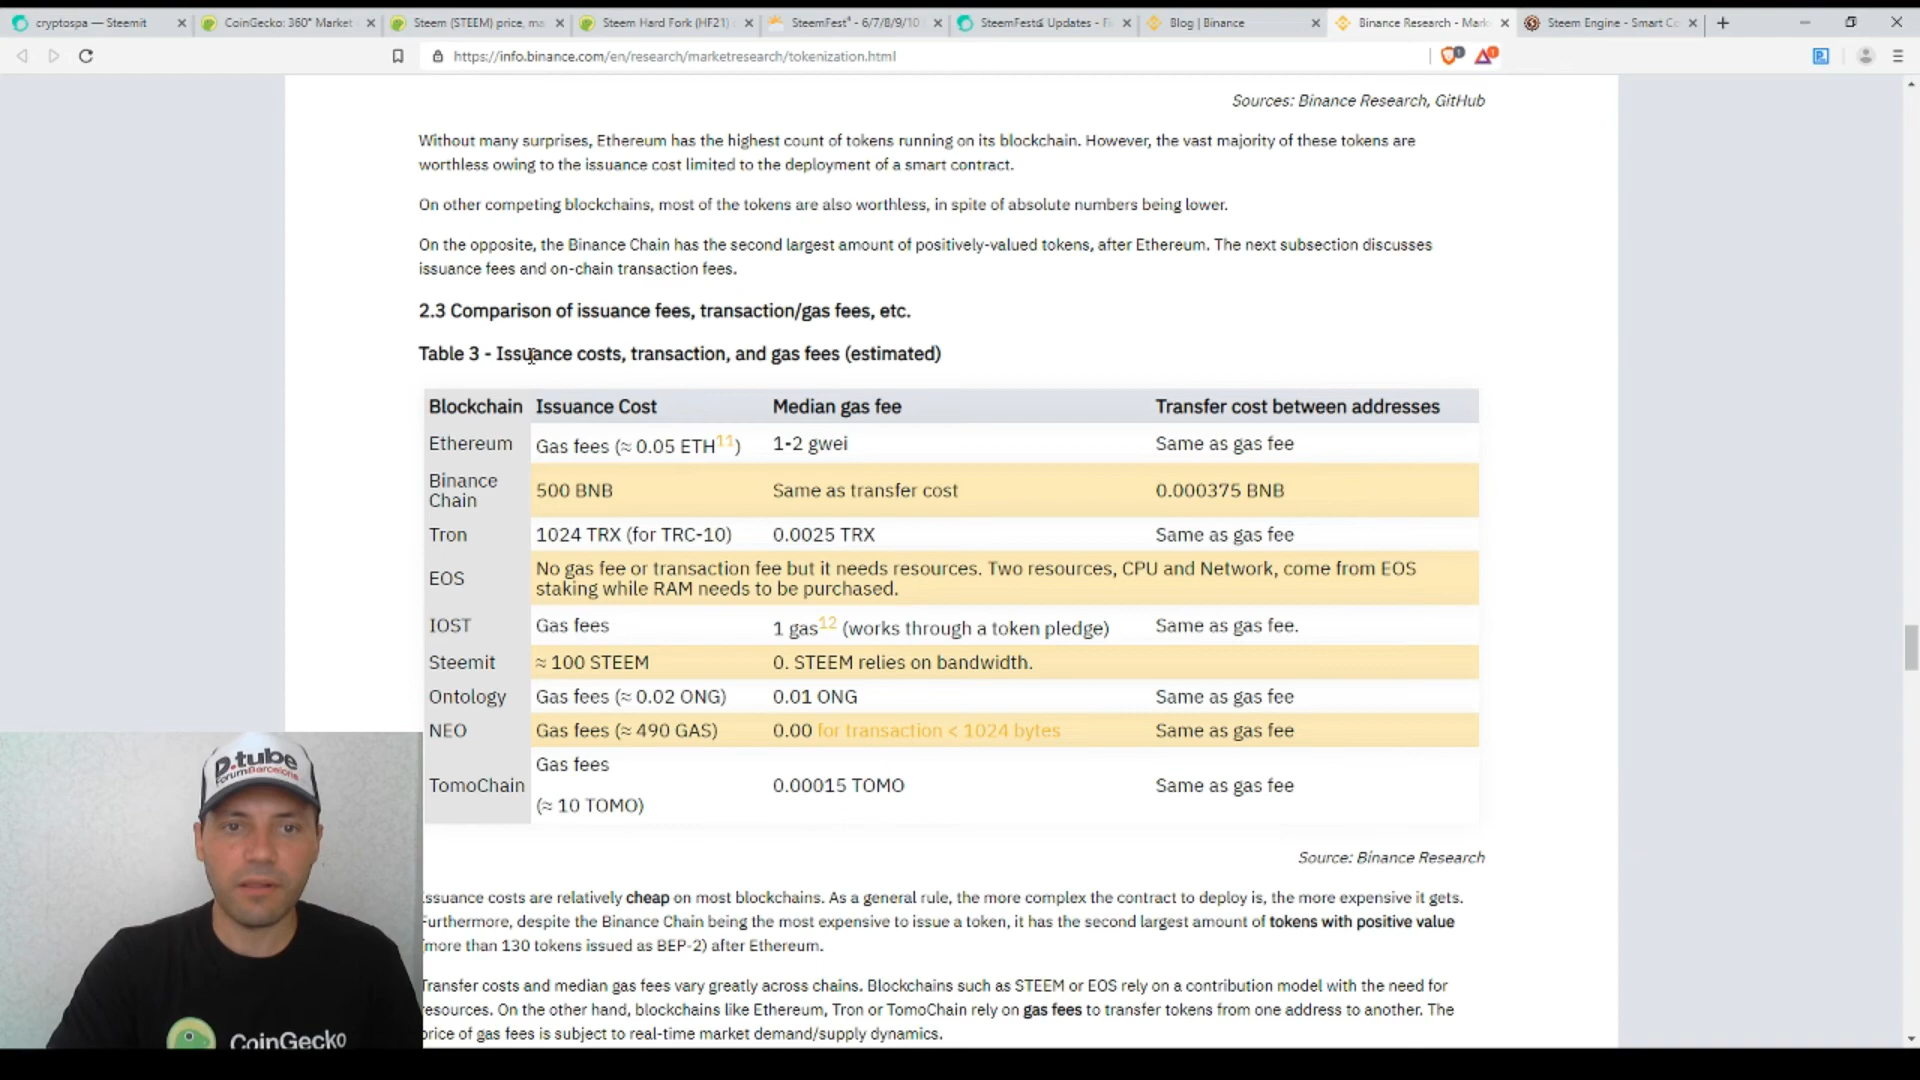 cryptospa — Steemit
CoinGecko: 360° Market
Steem (STEEM) price, ma
Steem Hard Fork (HF21)
SteemFest⁴ - 6/7/8/9/10
Blog | Binance
Binance Research - Mark
Steem Engine - Smart Co
https://info.binance.com/en/research/marketresearch/tokenization.html
Sources: Binance Research, GitHub
Without many surprises, Ethereum has the highest count of tokens running on its blockchain. However, the vast majority of these tokens are
worthless owing to the issuance cost limited to the deployment of a smart contract.
On other competing blockchains, most of the tokens are also worthless, in spite of absolute numbers being lower.
On the opposite, the Binance Chain has the second largest amount of positively-valued tokens, after Ethereum. The next subsection discusses
issuance fees and on-chain transaction fees.
2.3 Comparison of issuance fees, transaction/gas fees, etc.
Table 3 - Issuance costs, transaction, and gas fees (estimated)
Blockchain Issuance Cost Median gas fee Transfer cost between addresses
Ethereum Gas fees (≈ 0.05 ETH¹¹) 1-2 gwei Same as gas fee
Binance
Chain 500 BNB Same as transfer cost 0.000375 BNB
Tron 1024 TRX (for TRC-10) 0.0025 TRX Same as gas fee
EOS No gas fee or transaction fee but it needs resources. Two resources, CPU and Network, come from EOS
staking while RAM needs to be purchased.
IOST Gas fees 1 gas¹² (works through a token pledge) Same as gas fee.
Steemit ≈ 100 STEEM 0. STEEM relies on bandwidth.
Ontology Gas fees (≈ 0.02 ONG) 0.01 ONG Same as gas fee
NEO Gas fees (≈ 490 GAS) 0.00 for transaction < 1024 bytes Same as gas fee
TomoChain Gas fees
(≈ 10 TOMO) 0.00015 TOMO Same as gas fee
Source: Binance Research
Issuance costs are relatively cheap on most blockchains. As a general rule, the more complex the contract to deploy is, the more expensive it gets.
Furthermore, despite the Binance Chain being the most expensive to issue a token, it has the second largest amount of tokens with positive value
(more than 130 tokens issued as BEP-2) after Ethereum.
Transfer costs and median gas fees vary greatly across chains. Blockchains such as STEEM or EOS rely on a contribution model with the need for
resources. On the other hand, blockchains like Ethereum, Tron or TomoChain rely on gas fees to transfer tokens from one address to another. The
price of gas fees is subject to real-time market demand/supply dynamics.
D.tube
ForumBarcelona
CoinGecko